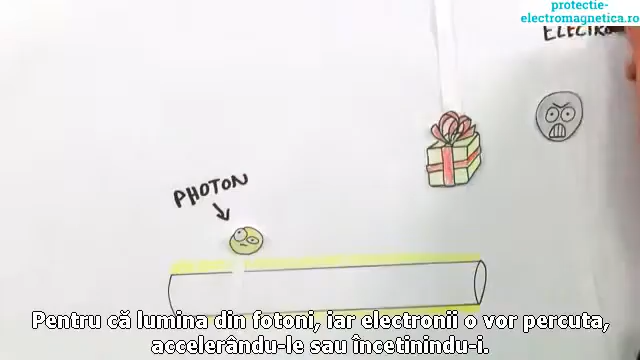 protectie-
electromagnetica.ro
PHOTON
Pentru că lumina din fotoni, iar electronii o vor percuta,
accelerându-le sau încetinindu-i.